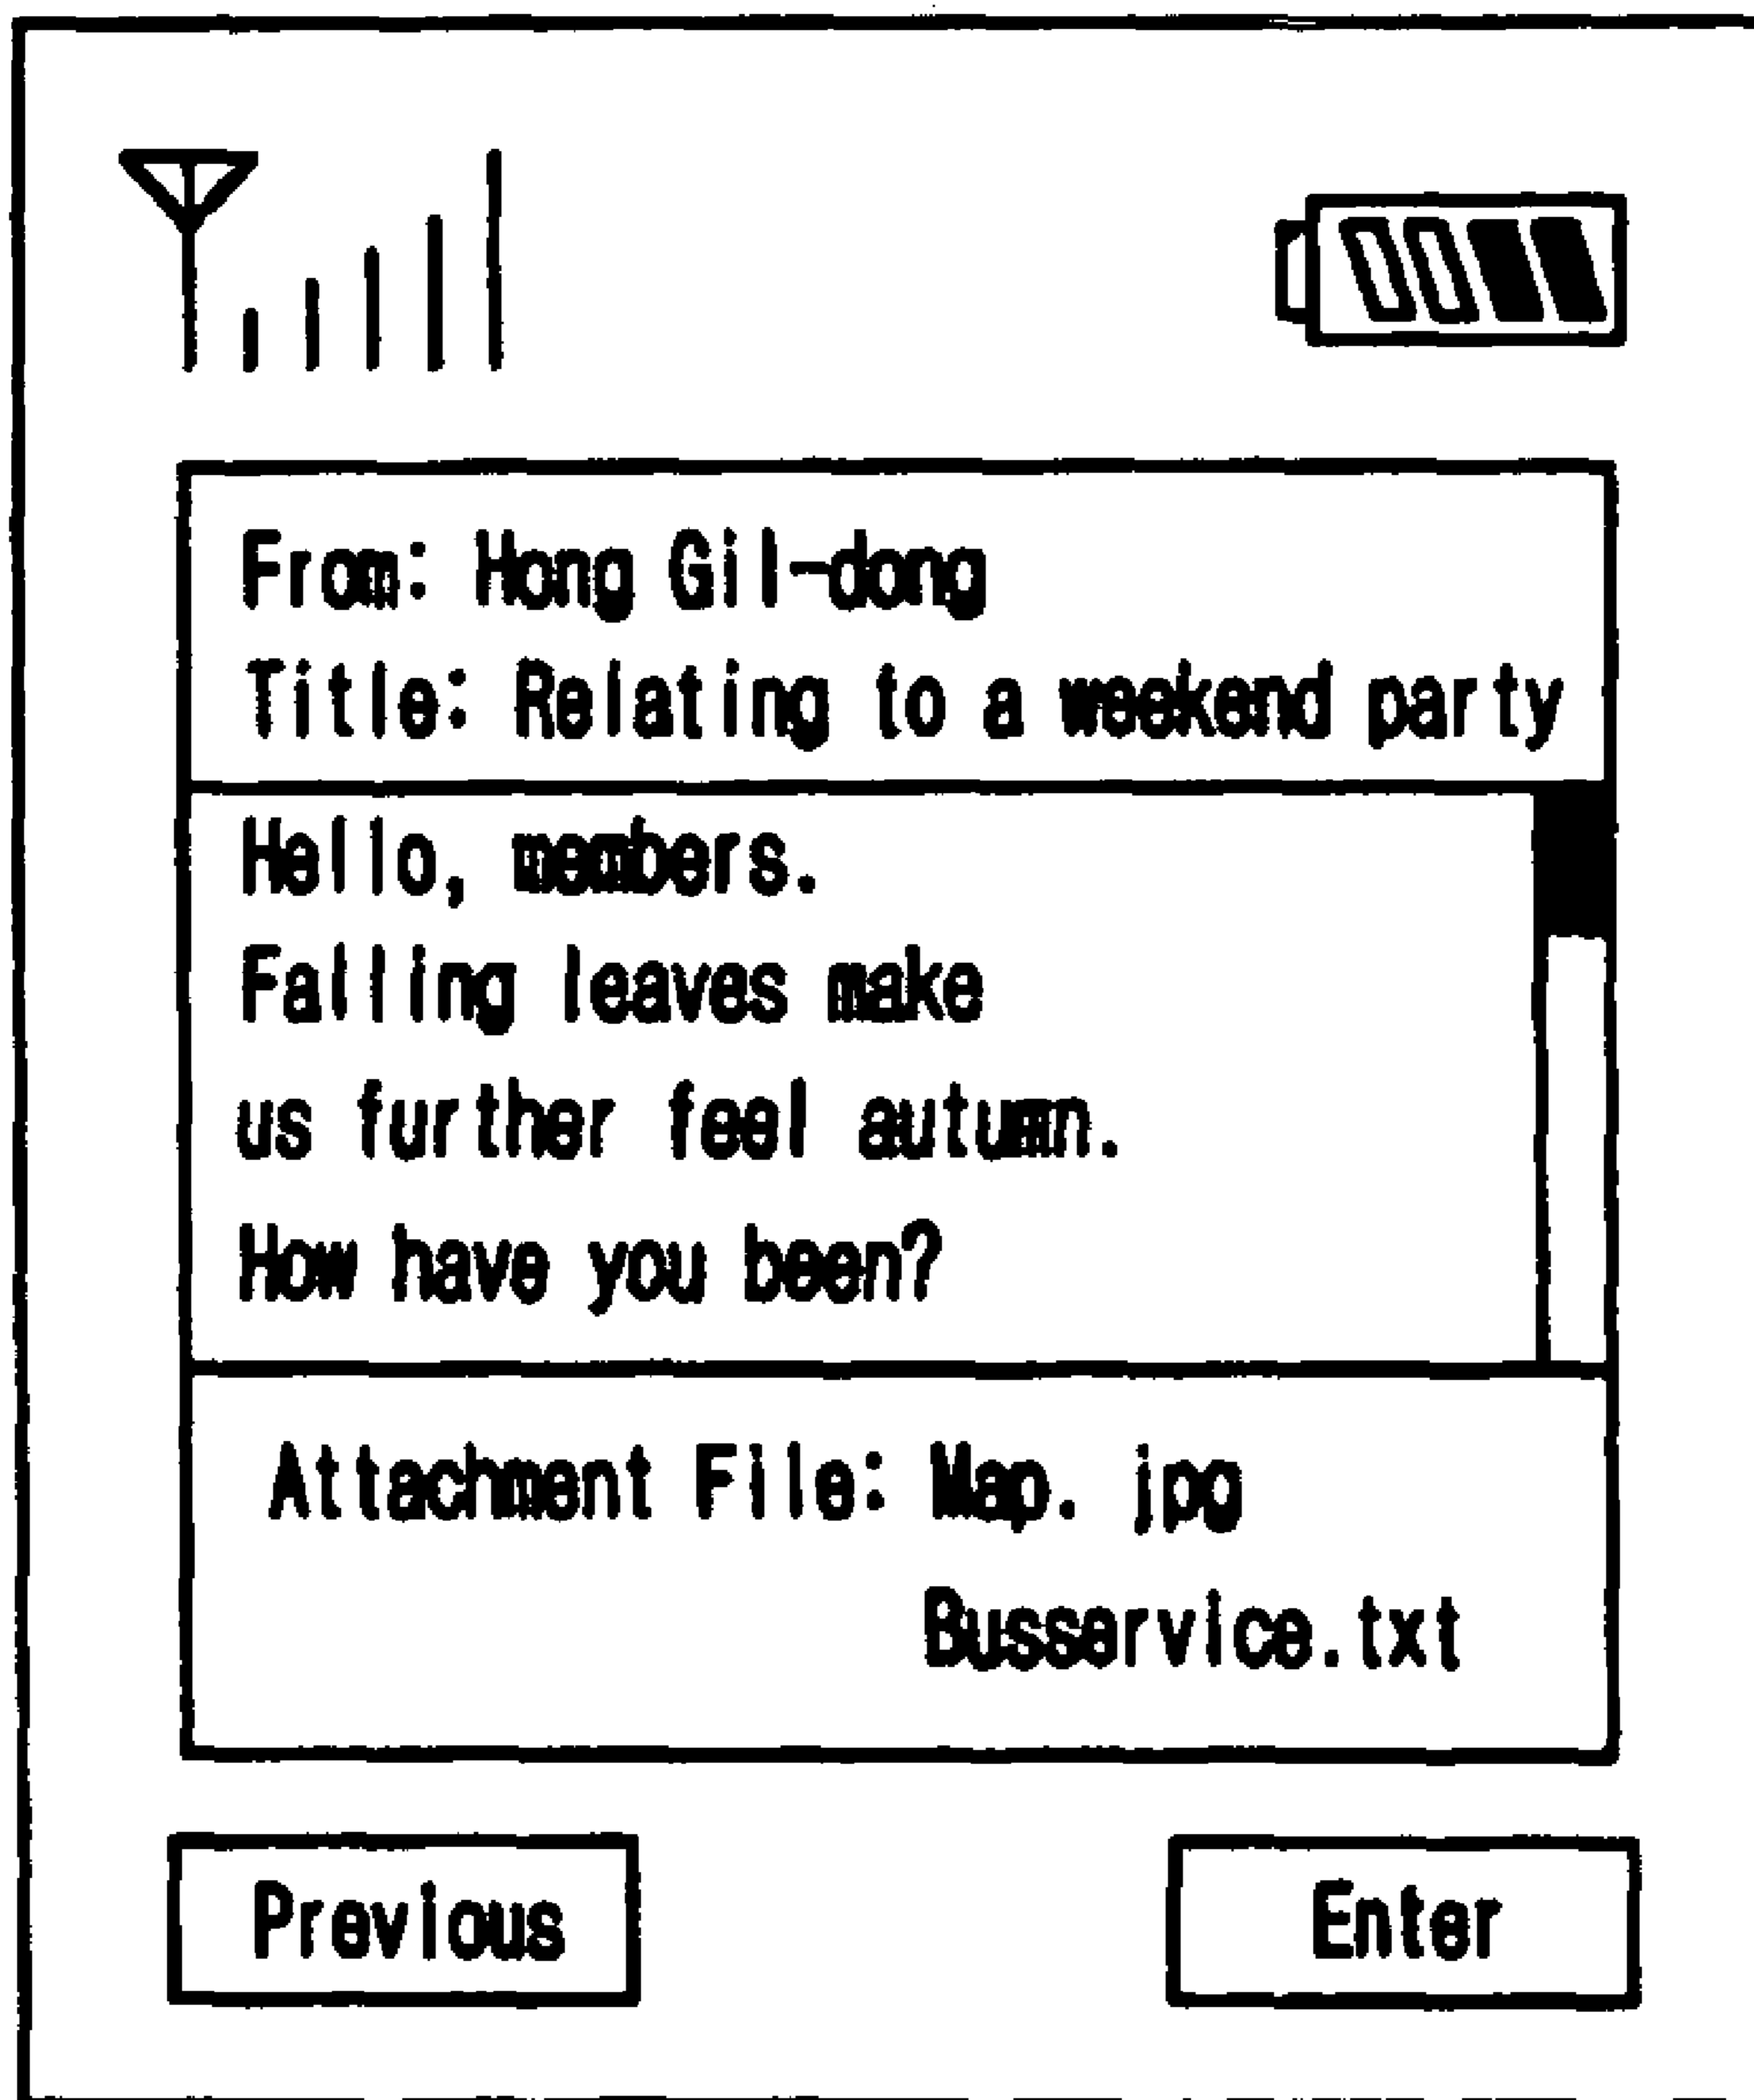 From: Hong Gil-dong
Title: Relating to a weekend party
Hello, members.
Falling leaves make
us further feel autumn.
How have you been?
Attachment File: Map. jpg
Busservice.txt
Previous
Enter